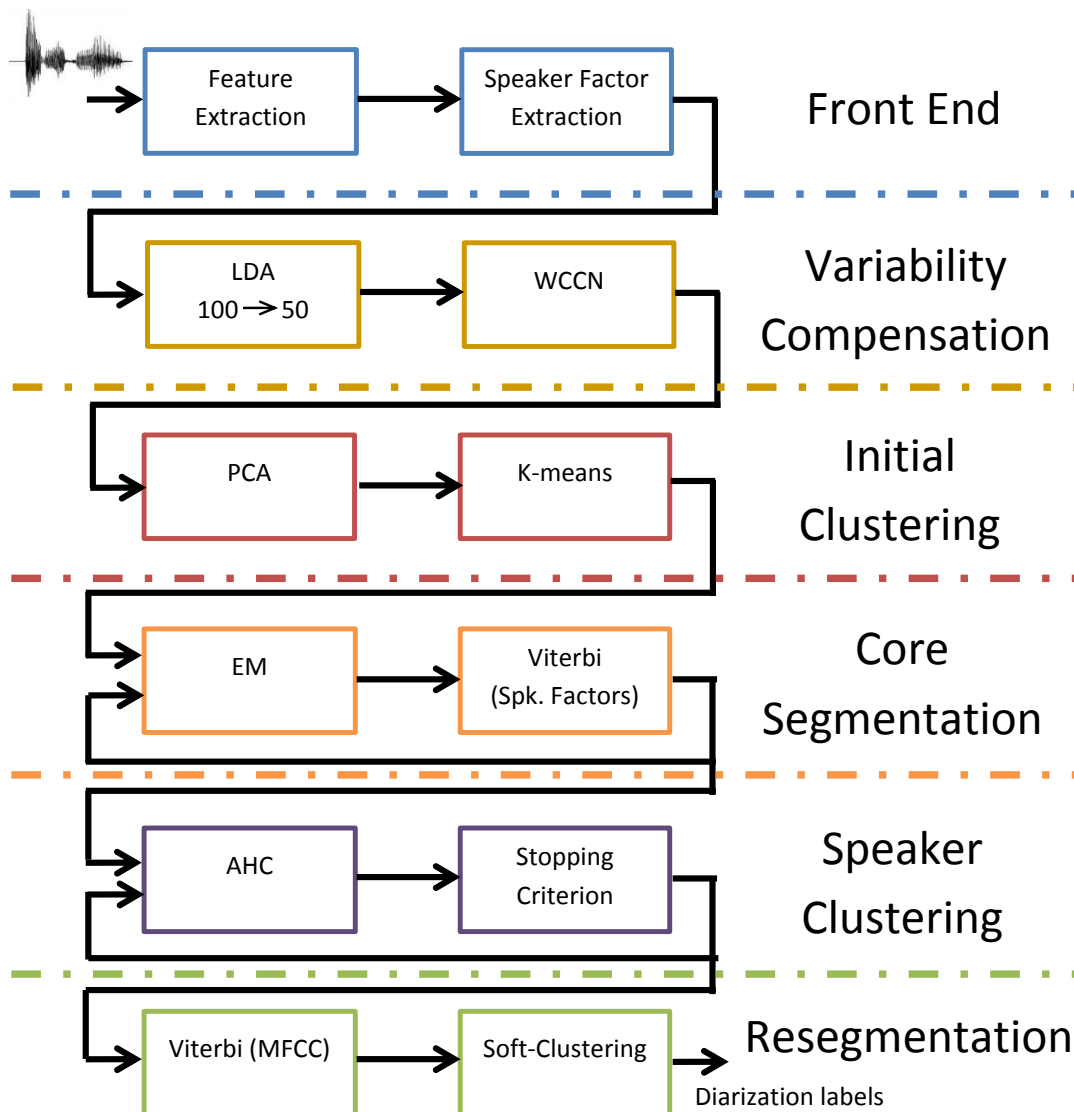 Feature
Extraction
Speaker Factor
Extraction
Front End
LDA
100 → 50
WCCN
Variability
Compensation
PCA
K-means
Initial
Clustering
EM
Viterbi
(Spk. Factors)
Core
Segmentation
AHC
Stopping
Criterion
Speaker
Clustering
Viterbi (MFCC)
Soft-Clustering
Resegmentation
Diarization labels